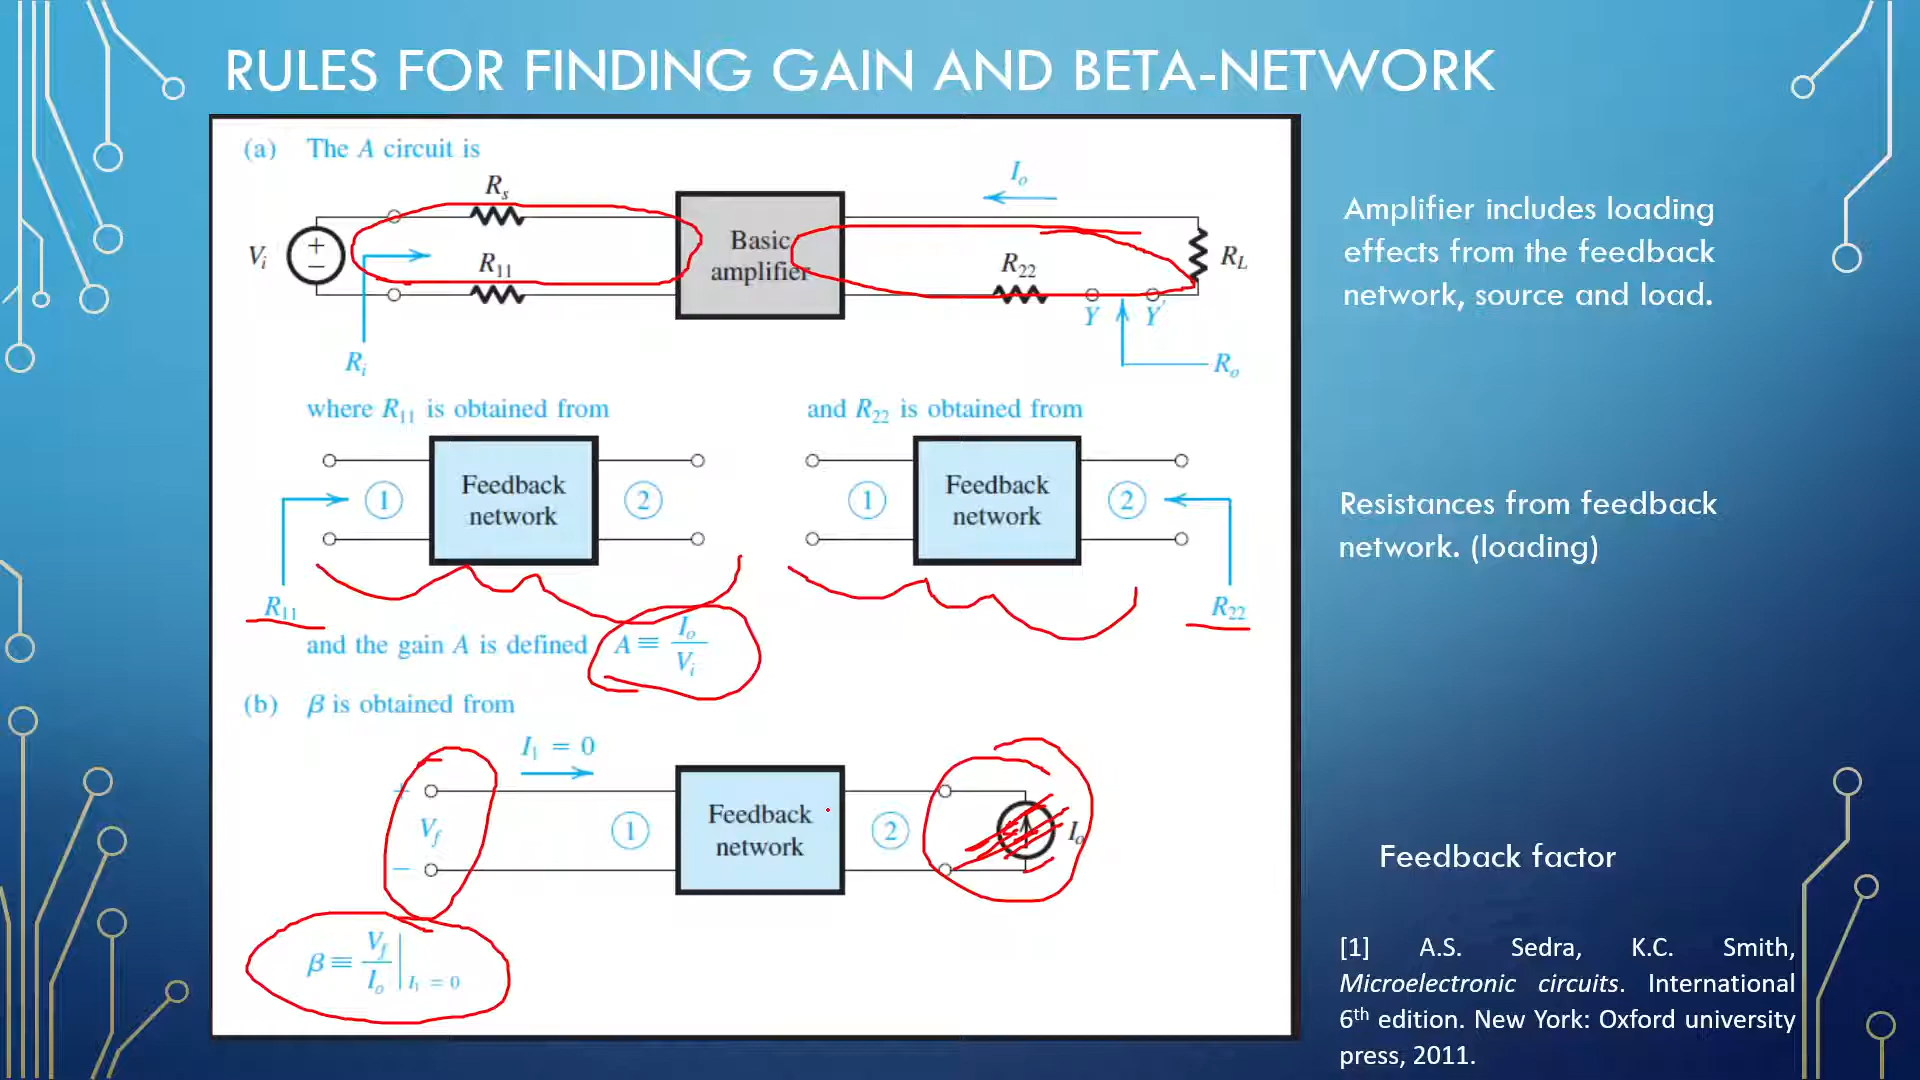 RULES FOR FINDING GAIN AND BETA-NETWORK
(a) The A circuit is
Rs
Io
Vi
+
−
Basic
amplifier
R11
R22
RL
Y Y′
Ri
Ro
where R11 is obtained from
and R22 is obtained from
1
Feedback
network
2
1
Feedback
network
2
R11
R22
and the gain A is defined A ≡ Io / Vi
(b) β is obtained from
I1 = 0
+
Vf
−
1
Feedback
network
2
Io
β ≡ Vf / Io | I1 = 0
Amplifier includes loading
effects from the feedback
network, source and load.
Resistances from feedback
network. (loading)
Feedback factor
[1] A.S. Sedra, K.C. Smith,
Microelectronic circuits. International
6th edition. New York: Oxford university
press, 2011.